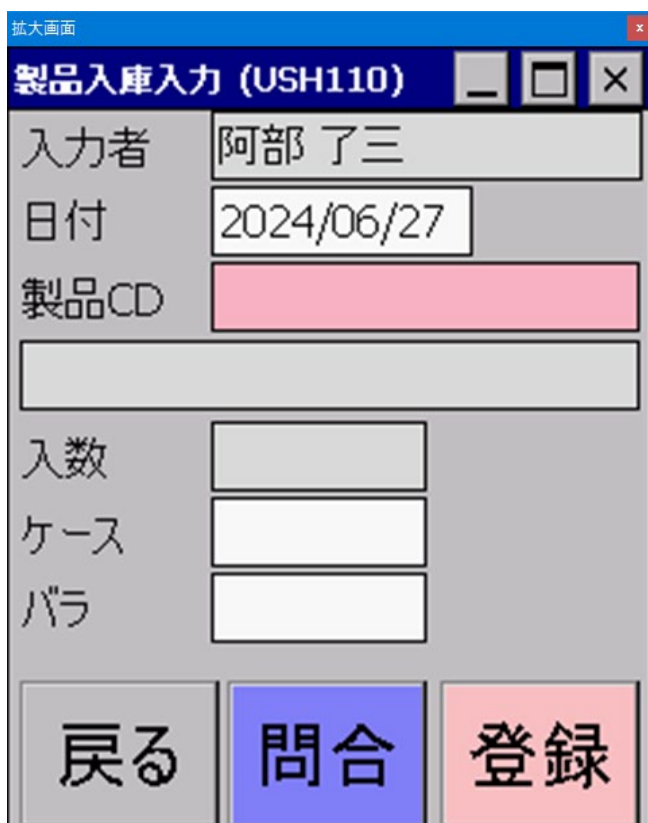 拡大画面
製品入庫入力 (USH110)
入力者 阿部 了三
日付 2024/06/27
製品CD
入数
ケース
バラ
戻る 問合 登録